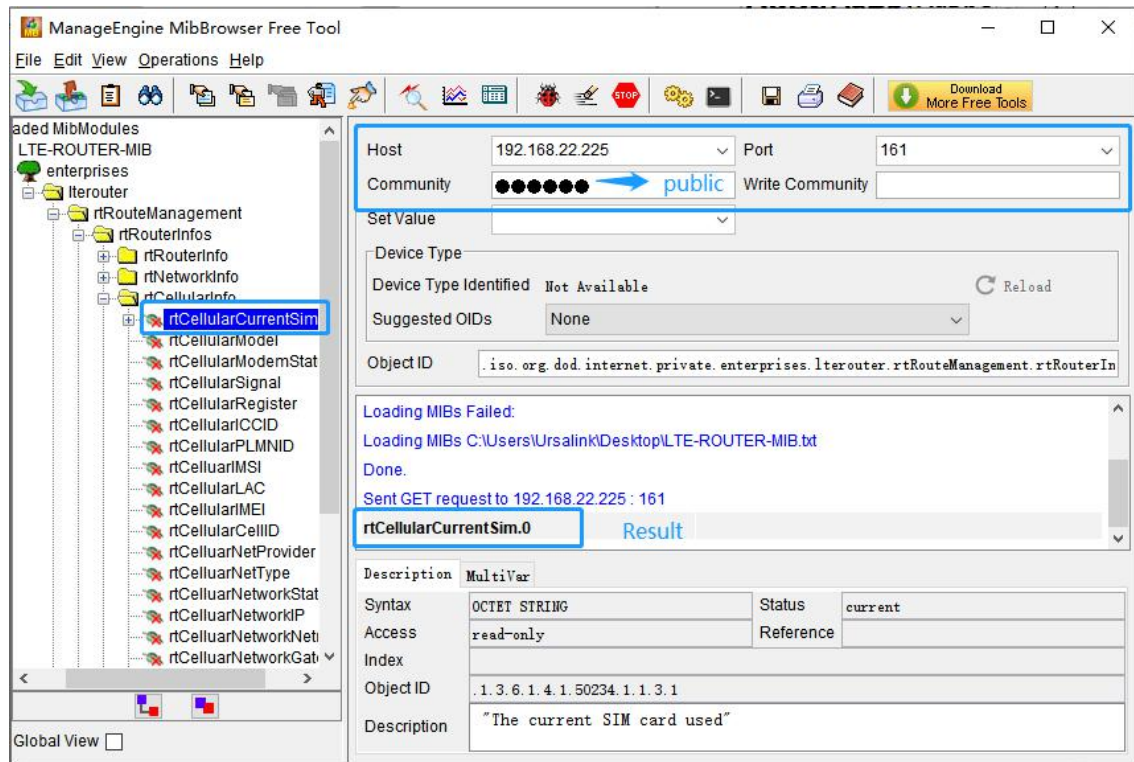 ManageEngine MibBrowser Free Tool
File Edit View Operations Help
STOP
Download
More Free Tools
aded MibModules
LTE-ROUTER-MIB
enterprises
lterouter
rtRouteManagement
rtRouterInfos
rtRouterInfo
rtNetworkInfo
rtCellularInfo
rtCellularCurrentSim
rtCellularModel
rtCellularModemStat
rtCellularSignal
rtCellularRegister
rtCellularICCID
rtCellularPLMNID
rtCelluarIMSI
rtCellularLAC
rtCellularIMEI
rtCellularCellID
rtCelluarNetProvider
rtCelluarNetType
rtCelluarNetworkStat
rtCelluarNetworkIP
rtCelluarNetworkNet
rtCelluarNetworkGat
Global View
Host 192.168.22.225 Port 161
Community ●●●●●● public Write Community
Set Value
Device Type
Device Type Identified Not Available Reload
Suggested OIDs None
Object ID .iso.org.dod.internet.private.enterprises.lterouter.rtRouteManagement.rtRouterIn
Loading MIBs Failed:
Loading MIBs C:\Users\Ursalink\Desktop\LTE-ROUTER-MIB.txt
Done.
Sent GET request to 192.168.22.225 : 161
rtCellularCurrentSim.0 Result
Description MultiVar
Syntax OCTET STRING Status current
Access read-only Reference
Index
Object ID .1.3.6.1.4.1.50234.1.1.3.1
Description "The current SIM card used"